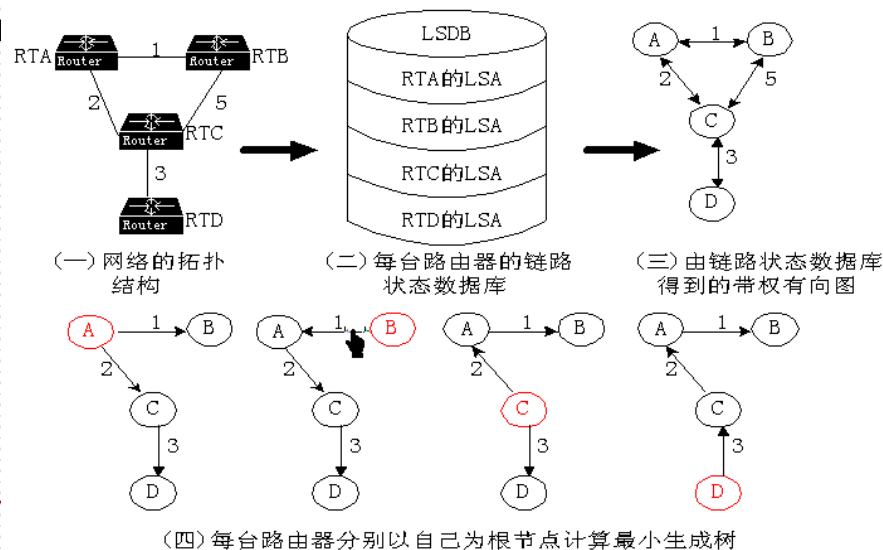 RTA
Router
1
Router
RTB
2
5
Router
RTC
3
Router
RTD
(一)网络的拓扑
结构
LSDB
RTA的LSA
RTB的LSA
RTC的LSA
RTD的LSA
(二)每台路由器的链路
状态数据库
A
1
B
2
5
C
3
D
(三)由链路状态数据库
得到的带权有向图
A
1
B
2
C
3
D
A
1
B
2
C
3
D
A
1
B
2
C
3
D
A
1
B
2
C
3
D
(四)每台路由器分别以自己为根节点计算最小生成树